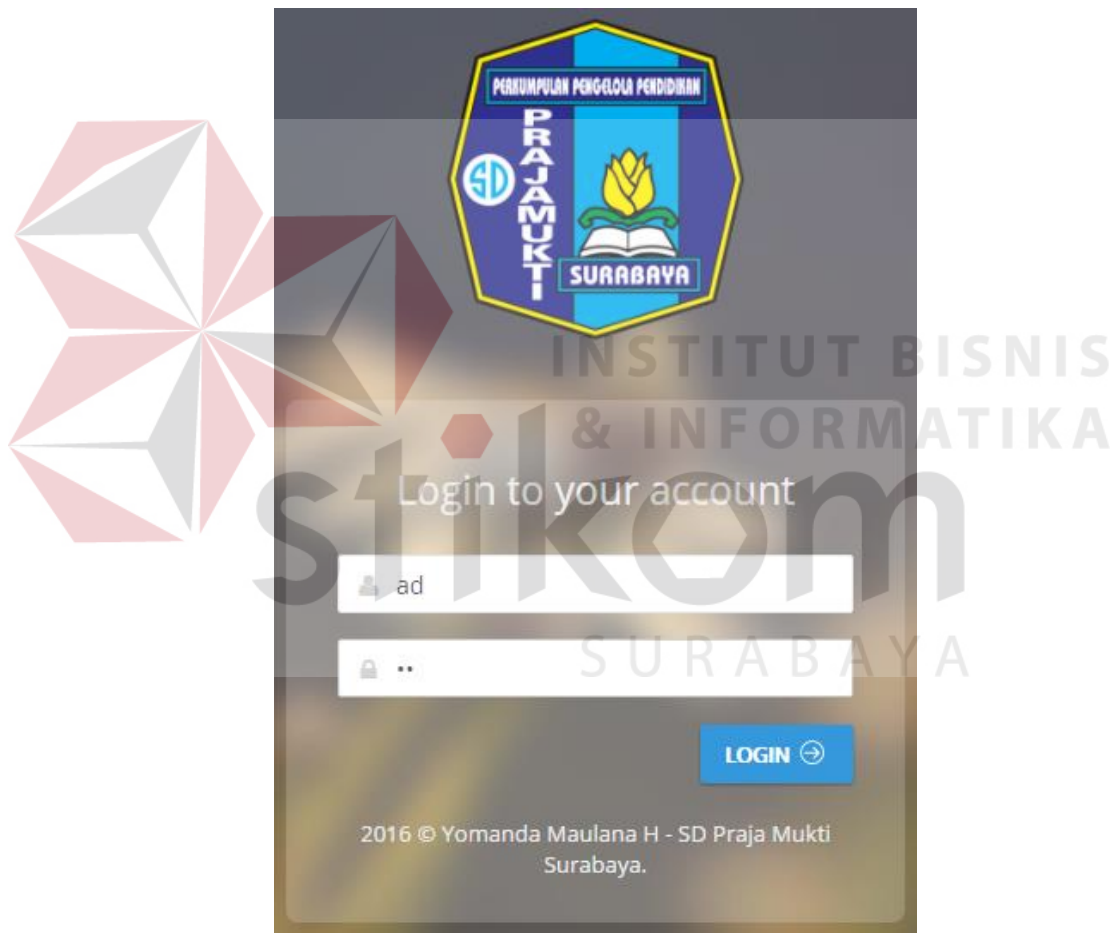 PERKUMPULAN PENGELOLA PENDIDIKAN
PRAJAMUKTI
SD
SURABAYA
INSTITUT BISNIS
& INFORMATIKA
stikom
SURABAYA
Login to your account
ad
••
LOGIN
2016 © Yomanda Maulana H - SD Praja Mukti
Surabaya.